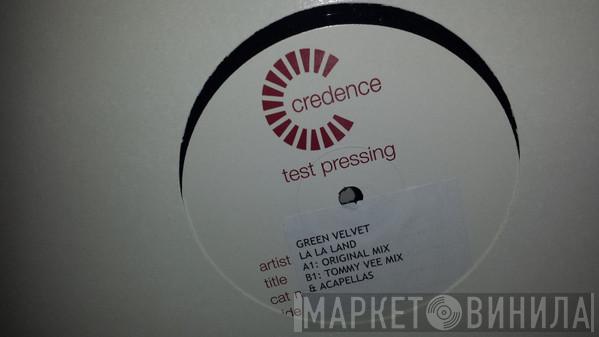 credence
test pressing
GREEN VELVET
LA LA LAND
A1: ORIGINAL MIX
B1: TOMMY VEE MIX
& ACAPELLAS
artist
title
cat n
ide
МАРКЕТ ВИНИЛА